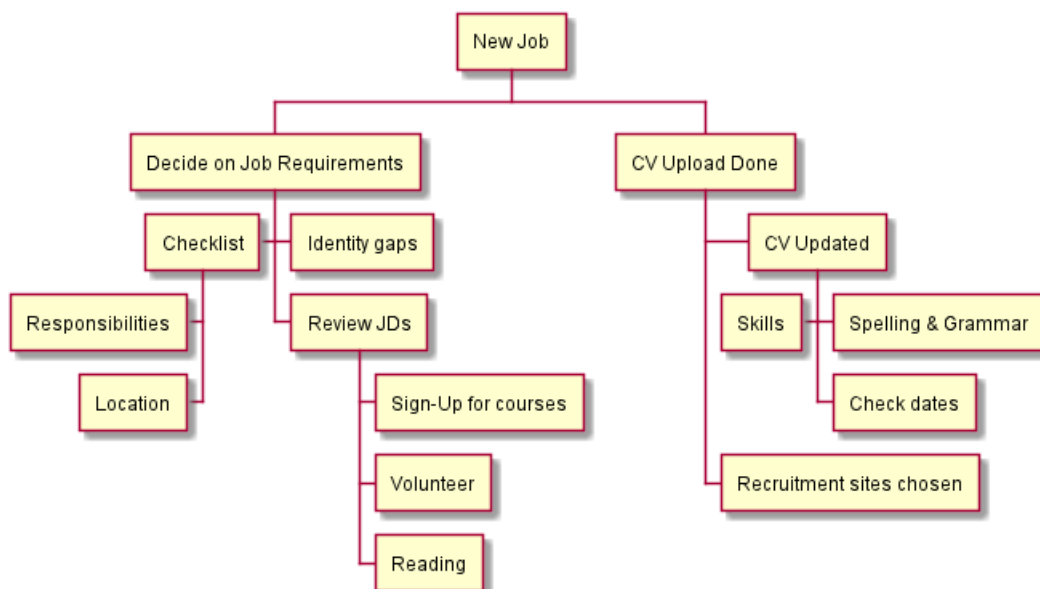 New Job
Decide on Job Requirements
CV Upload Done
Checklist
Identity gaps
CV Updated
Responsibilities
Review JDs
Skills
Spelling & Grammar
Location
Sign-Up for courses
Check dates
Volunteer
Recruitment sites chosen
Reading